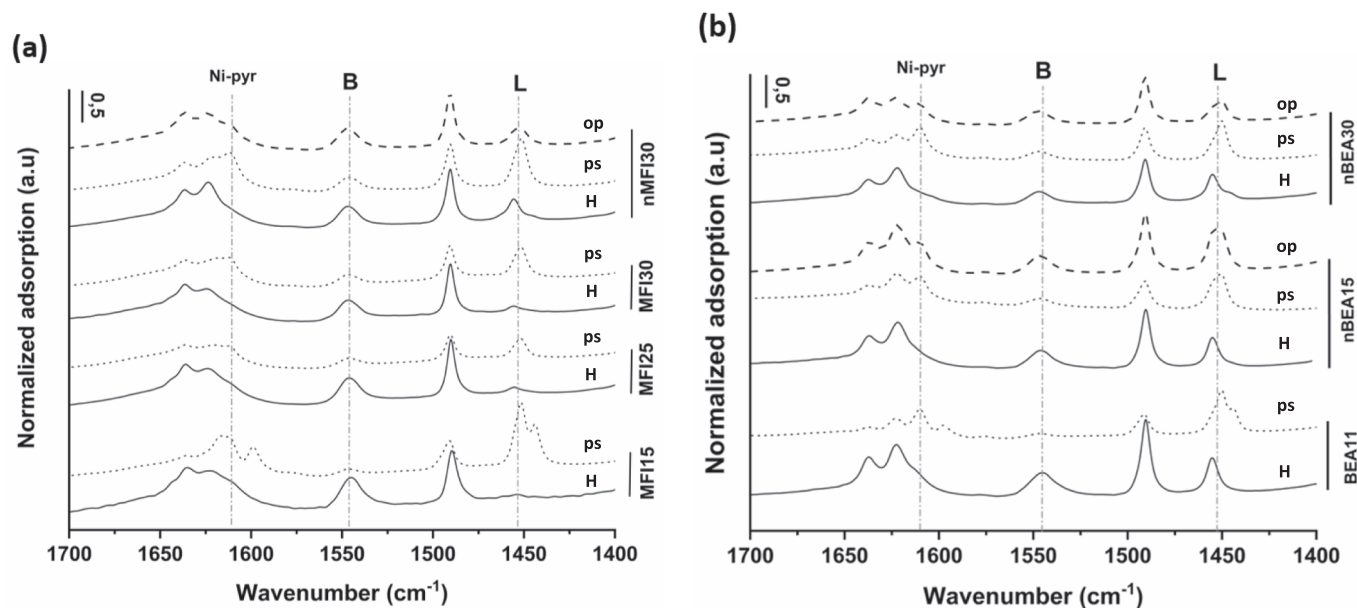 (a)
Ni-pyr
B
L
0,5
op
ps
H
nMFI30
ps
H
MFI30
ps
H
MFI25
ps
H
MFI15
Normalized adsorption (a.u)
1700
1650
1600
1550
1500
1450
1400
Wavenumber (cm⁻¹)
(b)
Ni-pyr
B
L
0,5
op
ps
H
nBEA30
op
ps
H
nBEA15
ps
H
BEA11
Normalized adsorption (a.u)
1700
1650
1600
1550
1500
1450
1400
Wavenumber (cm⁻¹)